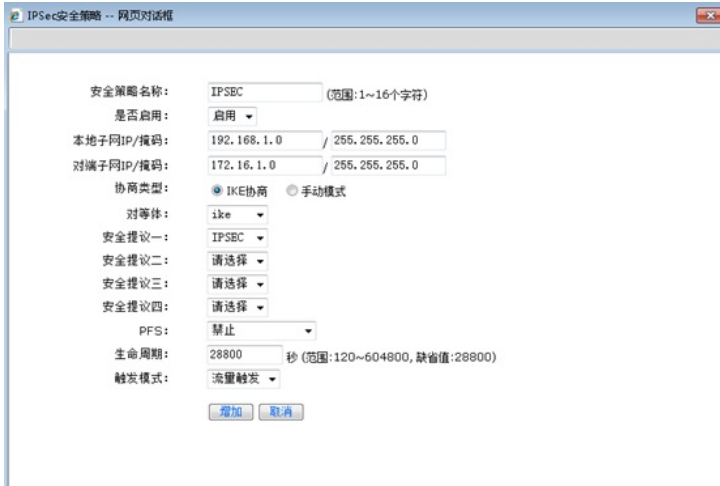 IPSec安全策略 -- 网页对话框
安全策略名称: IPSEC (范围:1~16个字符)
是否启用: 启用
本地子网IP/掩码: 192.168.1.0 / 255.255.255.0
对端子网IP/掩码: 172.16.1.0 / 255.255.255.0
协商类型: IKE协商 手动模式
对等体: ike
安全提议一: IPSEC
安全提议二: 请选择
安全提议三: 请选择
安全提议四: 请选择
PFS: 禁止
生命周期: 28800 秒 (范围:120~604800, 缺省值:28800)
触发模式: 流量触发
增加 取消